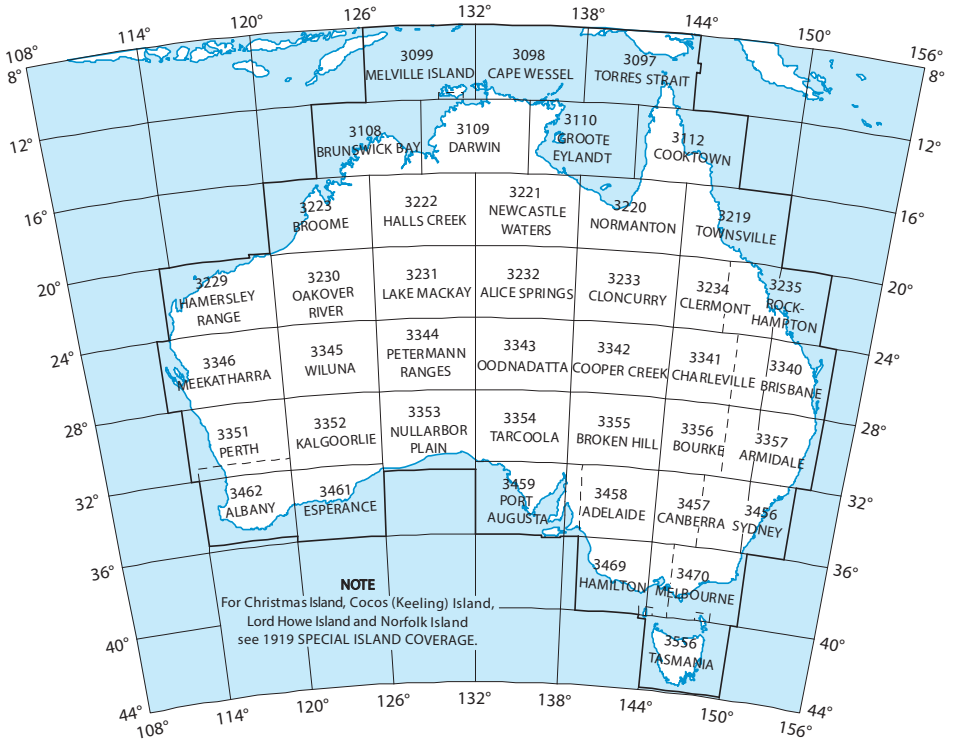 108°
114°
120°
126°
132°
138°
144°
150°
156°
8°
8°
3099
MELVILLE ISLAND
3098
CAPE WESSEL
3097
TORRES STRAIT
12°
12°
3108
BRUNSWICK BAY
3109
DARWIN
3110
GROOTE
EYLANDT
3112
COOKTOWN
16°
16°
3223
BROOME
3222
HALLS CREEK
3221
NEWCASTLE
WATERS
3220
NORMANTON
3219
TOWNSVILLE
20°
20°
3229
HAMERSLEY
RANGE
3230
OAKOVER
RIVER
3231
LAKE MACKAY
3232
ALICE SPRINGS
3233
CLONCURRY
3234
CLERMONT
3235
ROCK-
HAMPTON
24°
24°
3346
MEEKATHARRA
3345
WILUNA
3344
PETERMANN
RANGES
3343
OODNADATTA
3342
COOPER CREEK
3341
CHARLEVILLE
3340
BRISBANE
28°
28°
3351
PERTH
3352
KALGOORLIE
3353
NULLARBOR
PLAIN
3354
TARCOOLA
3355
BROKEN HILL
3356
BOURKE
3357
ARMIDALE
32°
32°
3462
ALBANY
3461
ESPERANCE
3459
PORT
AUGUSTA
3458
ADELAIDE
3457
CANBERRA
3456
SYDNEY
36°
36°
3469
HAMILTON
3470
MELBOURNE
NOTE
For Christmas Island, Cocos (Keeling) Island,
Lord Howe Island and Norfolk Island
see 1919 SPECIAL ISLAND COVERAGE.
40°
40°
3556
TASMANIA
44°
44°
108°
114°
120°
126°
132°
138°
144°
150°
156°